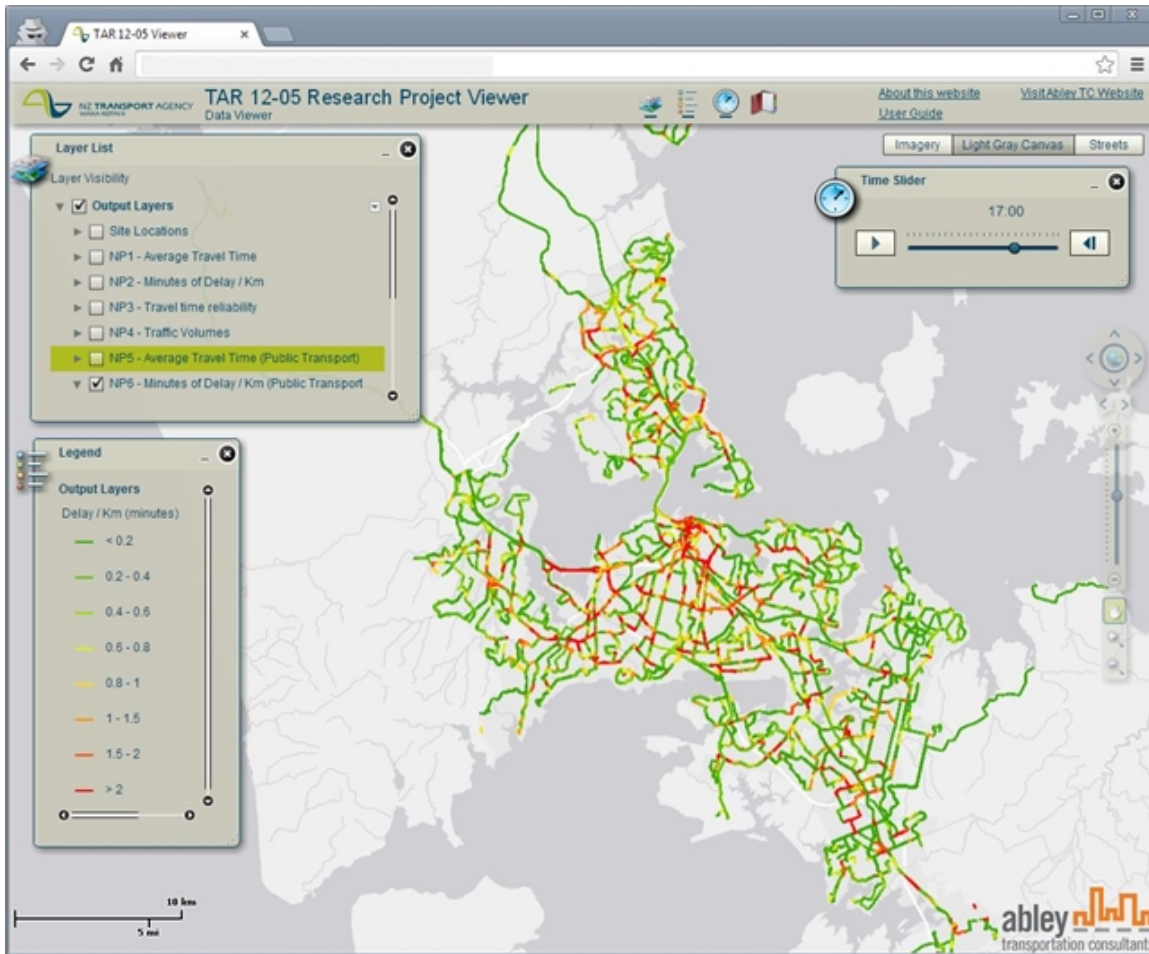 TAR 12-05 Viewer
NZ TRANSPORT AGENCY
WAKA KOTAHI
TAR 12-05 Research Project Viewer
Data Viewer
About this website
Visit Abley TC Website
User Guide
Imagery
Light Gray Canvas
Streets
Layer List
Layer Visibility
Output Layers
Site Locations
NP1 - Average Travel Time
NP2 - Minutes of Delay / Km
NP3 - Travel time reliability
NP4 - Traffic Volumes
NP5 - Average Travel Time (Public Transport)
NP6 - Minutes of Delay / Km (Public Transport
Time Slider
17:00
Legend
Output Layers
Delay / Km (minutes)
< 0.2
0.2 - 0.4
0.4 - 0.6
0.6 - 0.8
0.8 - 1
1 - 1.5
1.5 - 2
> 2
10 km
5 mi
abley
transportation consultants